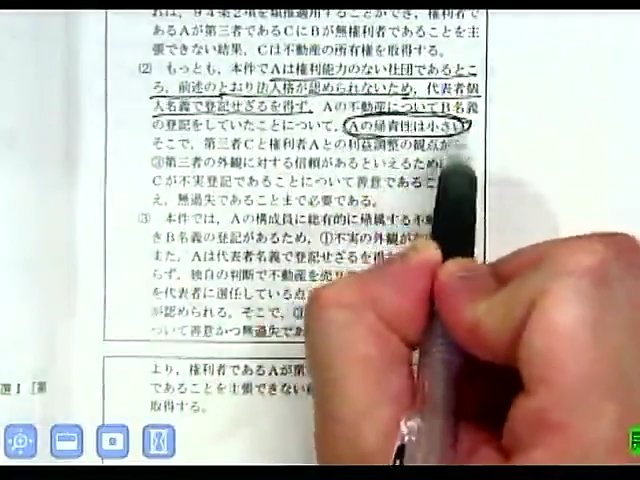 れは，94条2項を類推適用することができ，権利者で
あるAが第三者であるCにBが無権利者であることを主
張できない結果，Cは不動産の所有権を取得する。
(2) もっとも，本件でAは権利能力のない社団であるとこ
ろ，前述のとおり法人格が認められないため，代表者個
人名義で登記せざるを得ず，Aの不動産についてB名義
の登記をしていたことについて，Aの帰責性は小さい
そこで，第三者Cと権利者Aとの利益調整の観点か
③第三者の外観に対する信頼があるといえるため
Cが不実登記であることについて善意であるこ
え，無過失であることまで必要である。
(3) 本件では，Aの構成員に総有的に帰属する不動
きB名義の登記があるため，①不実の外観が
また，Aは代表者名義で登記せざるを得
らず，独自の判断で不動産を売り
を代表者に選任している点
が認められる。そこで，③
ついて善意かつ無過失であ
より，権利者であるAが第
であることを主張できない
取得する。
選I［第